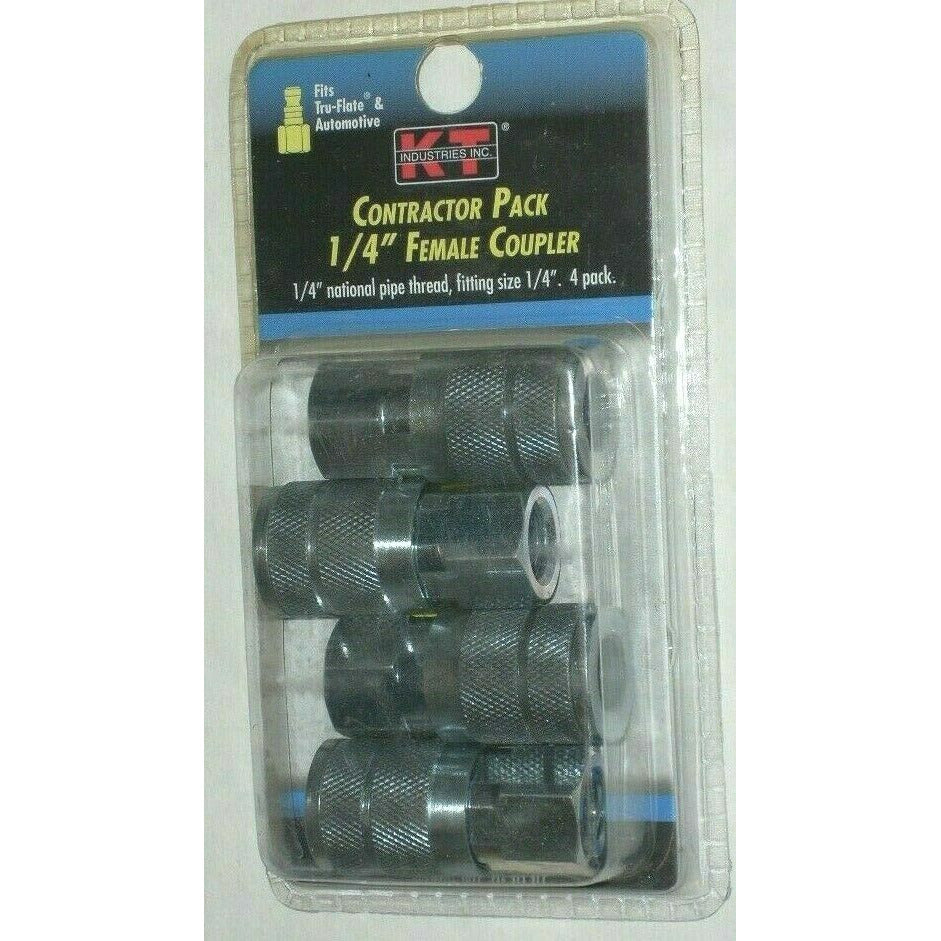 Fits
Tru-Flate® &
Automotive
KT®
INDUSTRIES INC.
CONTRACTOR PACK
1/4" FEMALE COUPLER
1/4" national pipe thread, fitting size 1/4". 4 pack.